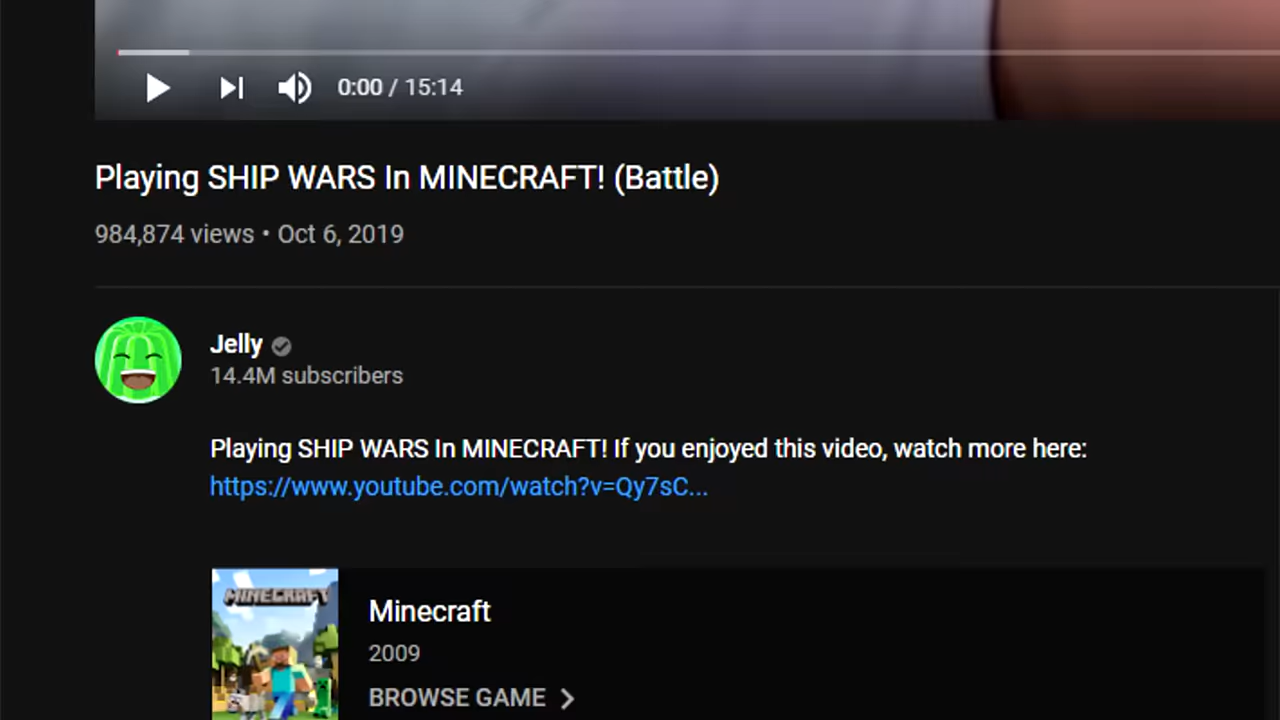 0:00 / 15:14
Playing SHIP WARS In MINECRAFT! (Battle)
984,874 views • Oct 6, 2019
Jelly
14.4M subscribers
Playing SHIP WARS In MINECRAFT! If you enjoyed this video, watch more here:
https://www.youtube.com/watch?v=Qy7sC...
MINECRAFT
Minecraft
2009
BROWSE GAME